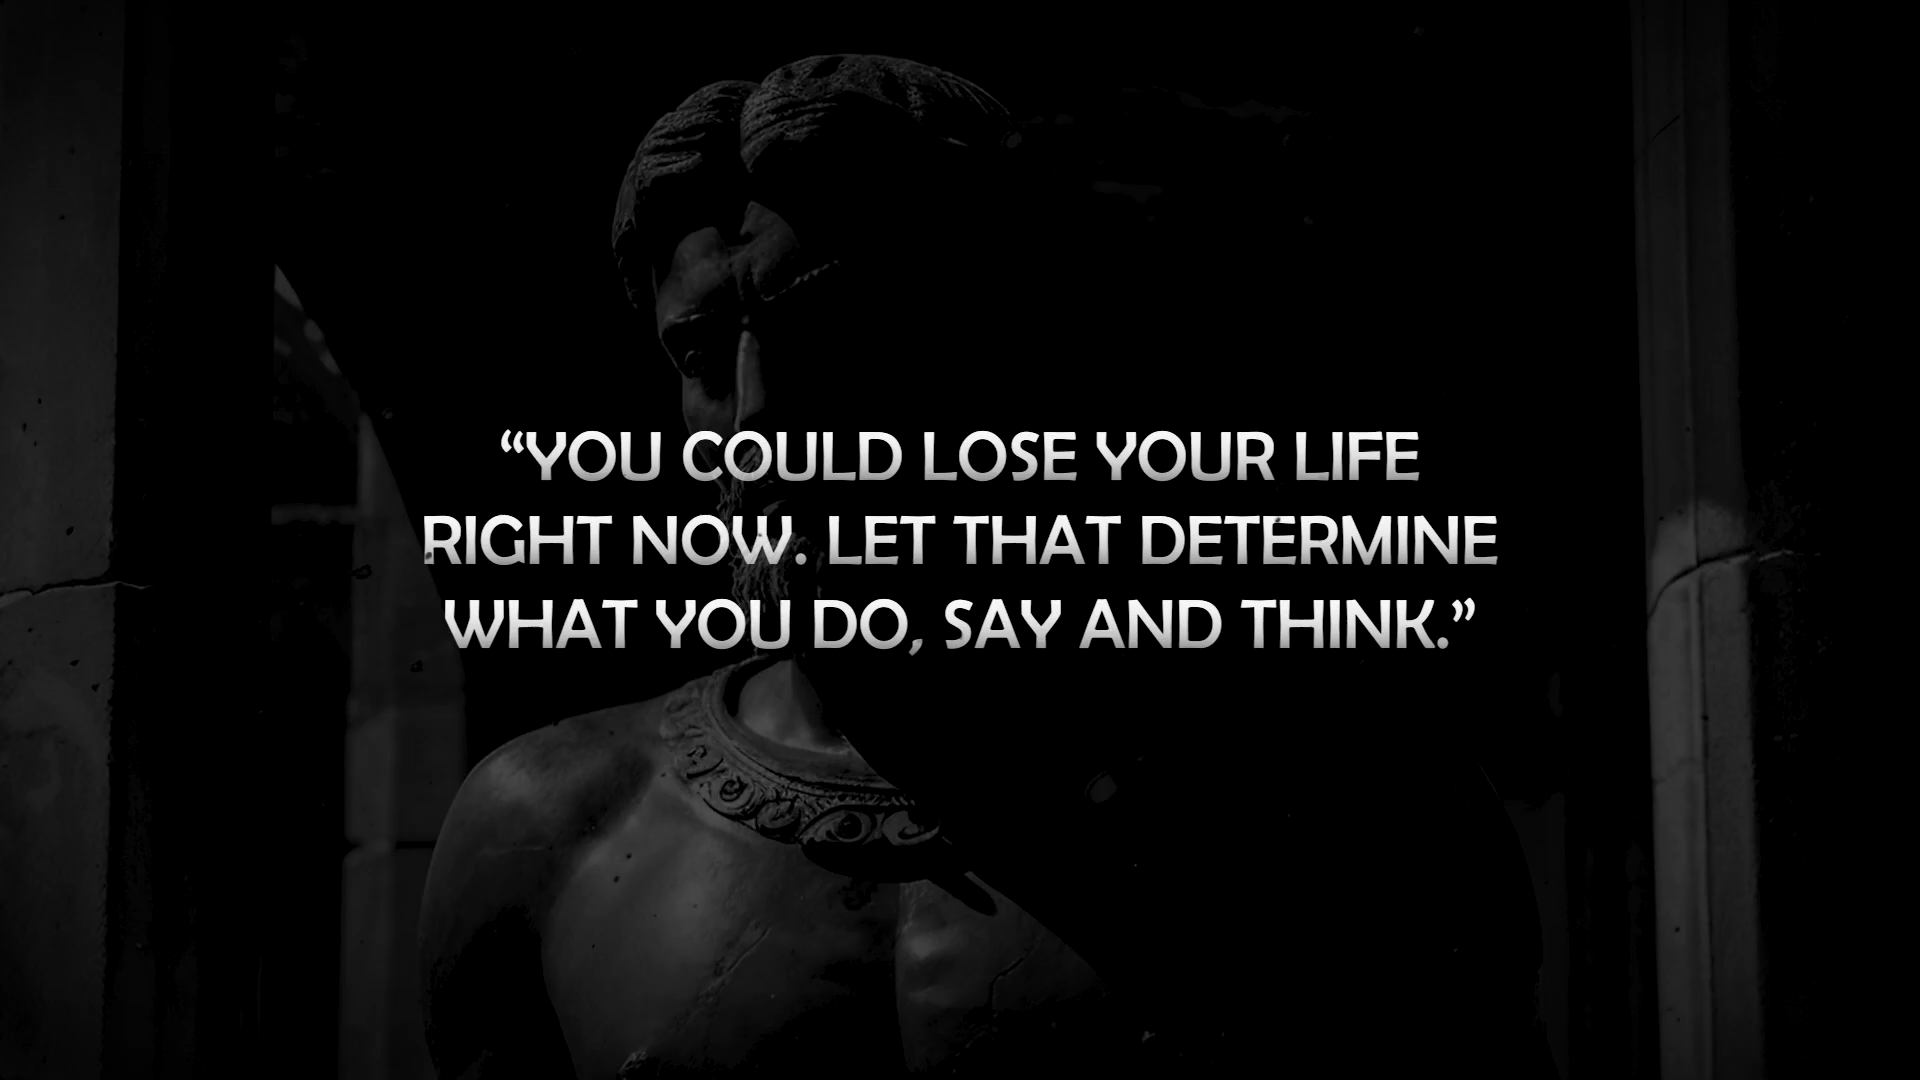 “YOU COULD LOSE YOUR LIFE
RIGHT NOW. LET THAT DETERMINE
WHAT YOU DO, SAY AND THINK.”